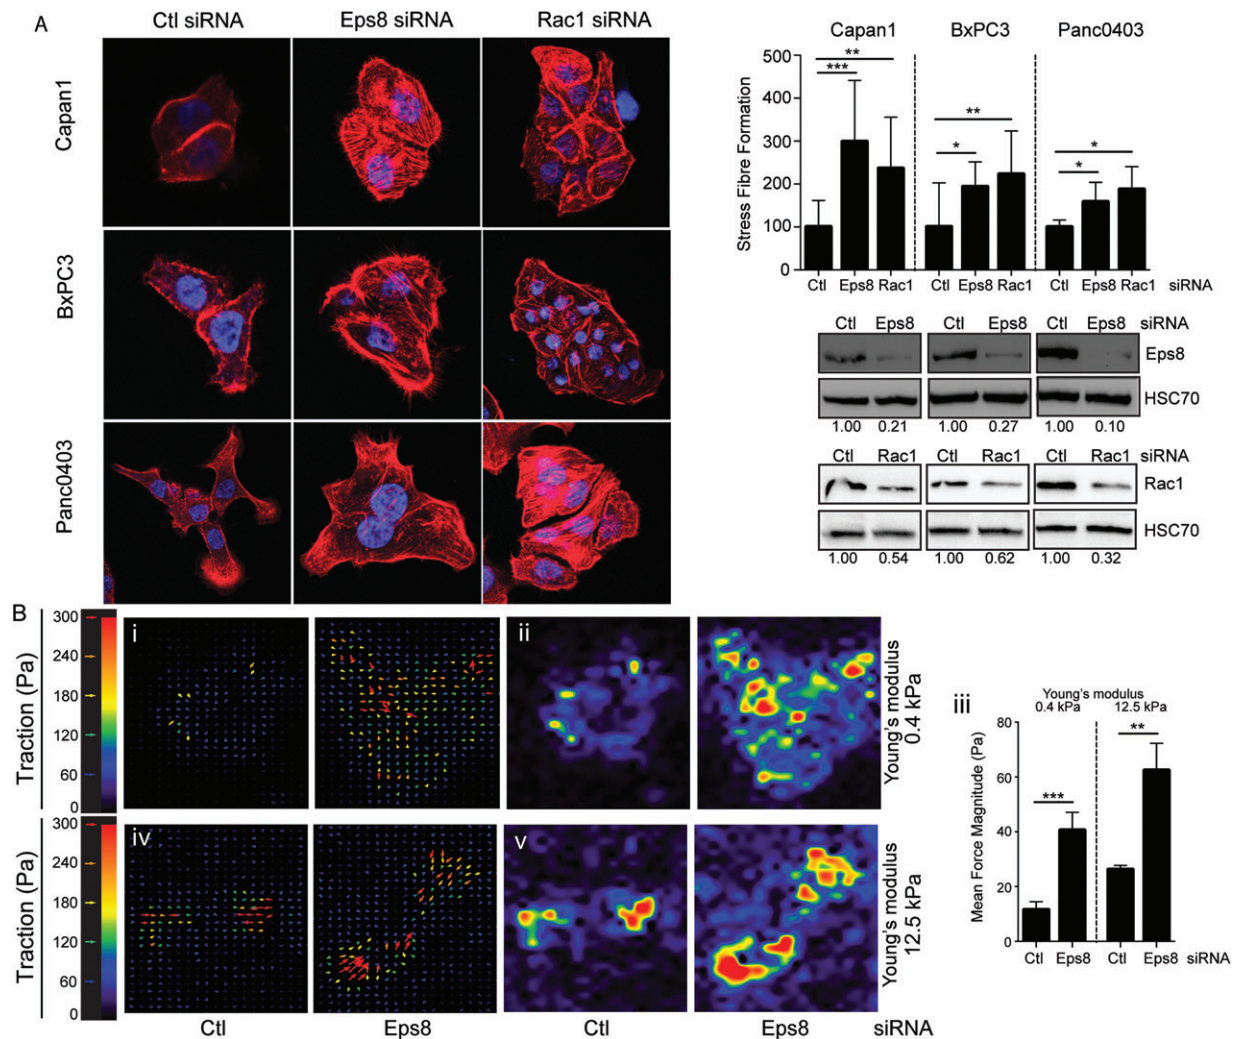 A
Ctl siRNA Eps8 siRNA Rac1 siRNA
Capan1
BxPC3
Panc0403
Capan1 BxPC3 Panc0403
Stress Fibre Formation
500
400
300
200
100
0
** *** ** * * *
Ctl Eps8 Rac1 Ctl Eps8 Rac1 Ctl Eps8 Rac1 siRNA
Ctl Eps8 Ctl Eps8 Ctl Eps8 siRNA
Eps8
HSC70
1.00 0.21 1.00 0.27 1.00 0.10
Ctl Rac1 Ctl Rac1 Ctl Rac1 siRNA
Rac1
HSC70
1.00 0.54 1.00 0.62 1.00 0.32
B
Traction (Pa)
300
240
180
120
60
0
i
ii
Young's modulus
0.4 kPa
Traction (Pa)
300
240
180
120
60
0
iv
v
Young's modulus
12.5 kPa
Ctl Eps8 Ctl Eps8 siRNA
iii
Young's modulus
0.4 kPa 12.5 kPa
Mean Force Magnitude (Pa)
80
60
40
20
0
*** **
Ctl Eps8 Ctl Eps8 siRNA